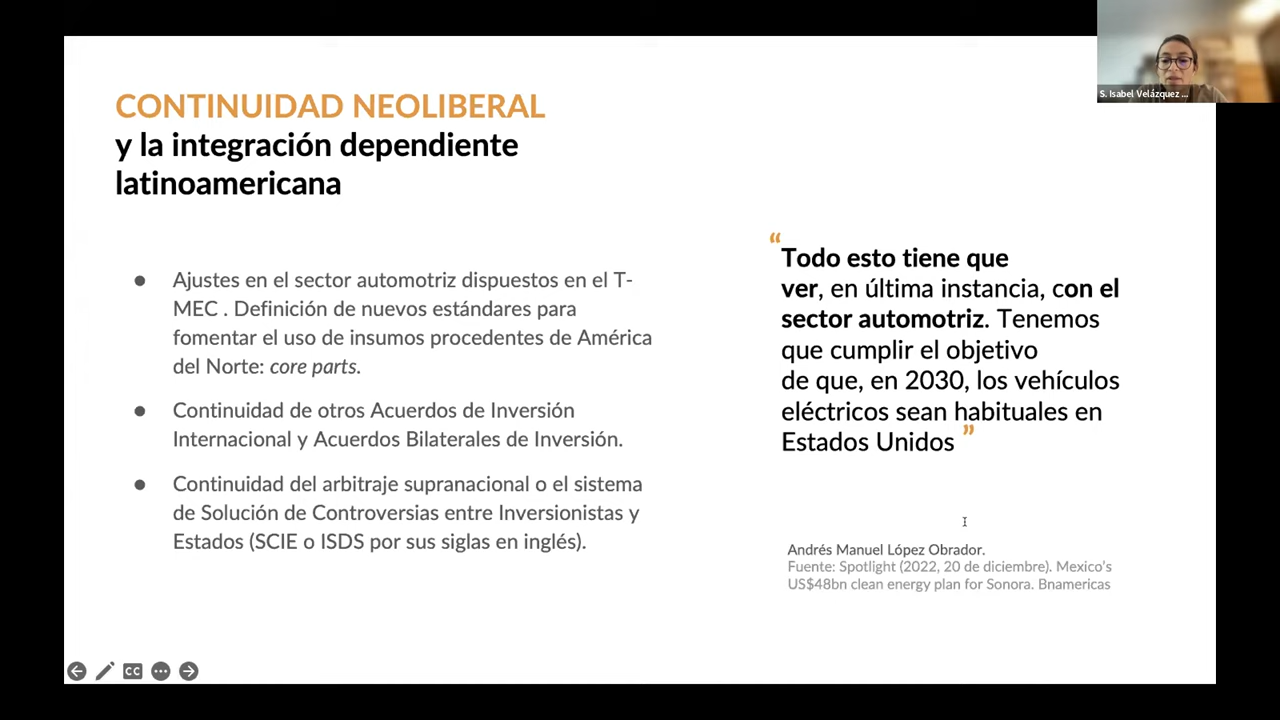 S. Isabel Velázquez ...
CONTINUIDAD NEOLIBERAL
y la integración dependiente
latinoamericana
● Ajustes en el sector automotriz dispuestos en el T-
MEC . Definición de nuevos estándares para
fomentar el uso de insumos procedentes de América
del Norte: core parts.
● Continuidad de otros Acuerdos de Inversión
Internacional y Acuerdos Bilaterales de Inversión.
● Continuidad del arbitraje supranacional o el sistema
de Solución de Controversias entre Inversionistas y
Estados (SCIE o ISDS por sus siglas en inglés).
“Todo esto tiene que
ver, en última instancia, con el
sector automotriz. Tenemos
que cumplir el objetivo
de que, en 2030, los vehículos
eléctricos sean habituales en
Estados Unidos ”
Andrés Manuel López Obrador.
Fuente: Spotlight (2022, 20 de diciembre). Mexico’s
US$48bn clean energy plan for Sonora. Bnamericas
CC